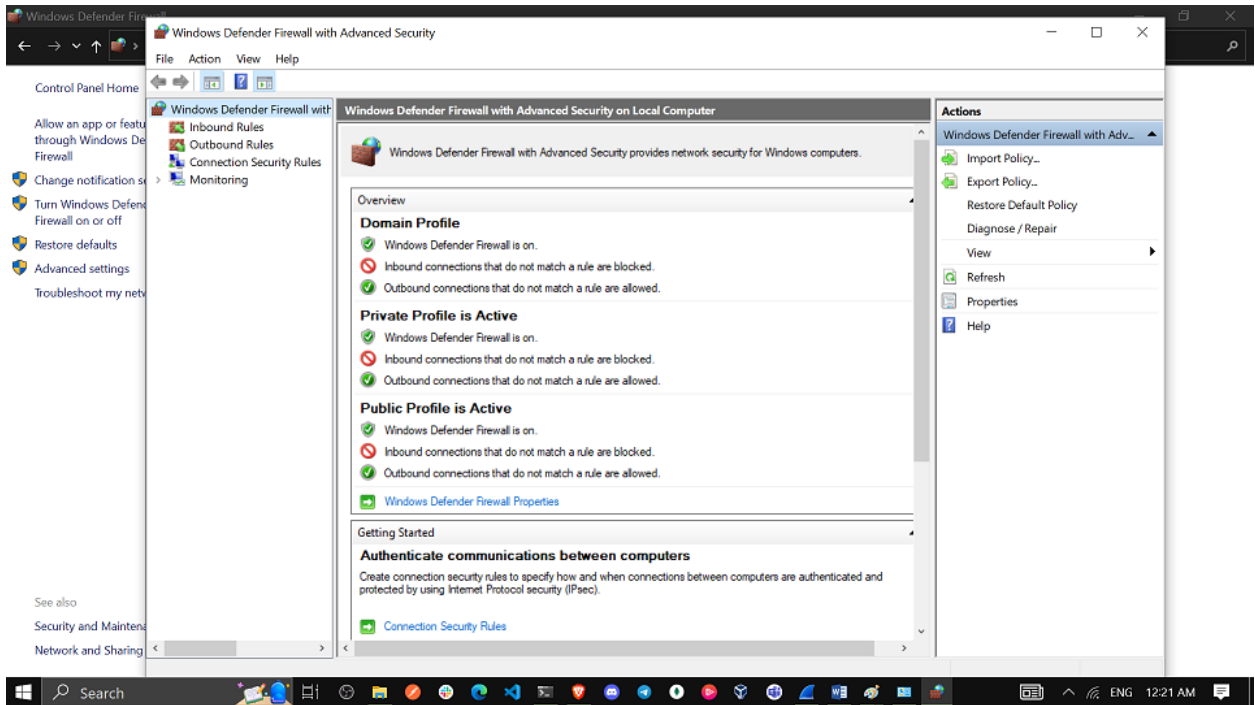 Windows Defender Fire
Windows Defender Firewall with Advanced Security
File Action View Help
Control Panel Home
Allow an app or featu
through Windows De
Firewall
Change notification se
Turn Windows Defend
Firewall on or off
Restore defaults
Advanced settings
Troubleshoot my netw
See also
Security and Maintena
Network and Sharing
Windows Defender Firewall with
Inbound Rules
Outbound Rules
Connection Security Rules
Monitoring
Windows Defender Firewall with Advanced Security on Local Computer
Windows Defender Firewall with Advanced Security provides network security for Windows computers.
Overview
Domain Profile
Windows Defender Firewall is on.
Inbound connections that do not match a rule are blocked.
Outbound connections that do not match a rule are allowed.
Private Profile is Active
Windows Defender Firewall is on.
Inbound connections that do not match a rule are blocked.
Outbound connections that do not match a rule are allowed.
Public Profile is Active
Windows Defender Firewall is on.
Inbound connections that do not match a rule are blocked.
Outbound connections that do not match a rule are allowed.
Windows Defender Firewall Properties
Getting Started
Authenticate communications between computers
Create connection security rules to specify how and when connections between computers are authenticated and
protected by using Internet Protocol security (IPsec).
Connection Security Rules
Actions
Windows Defender Firewall with Adv...
Import Policy...
Export Policy...
Restore Default Policy
Diagnose / Repair
View
Refresh
Properties
Help
Search
ENG 12:21 AM